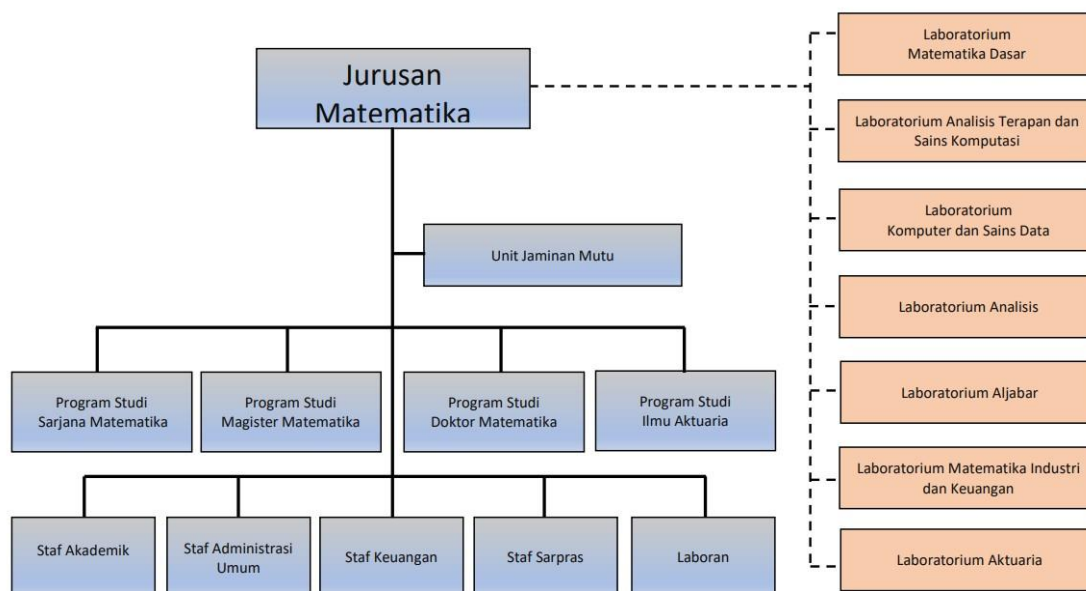 Jurusan
Matematika
Unit Jaminan Mutu
Program Studi
Sarjana Matematika
Program Studi
Magister Matematika
Program Studi
Doktor Matematika
Program Studi
Ilmu Aktuaria
Staf Akademik
Staf Administrasi
Umum
Staf Keuangan
Staf Sarpras
Laboran
Laboratorium
Matematika Dasar
Laboratorium Analisis Terapan dan
Sains Komputasi
Laboratorium
Komputer dan Sains Data
Laboratorium Analisis
Laboratorium Aljabar
Laboratorium Matematika Industri
dan Keuangan
Laboratorium Aktuaria